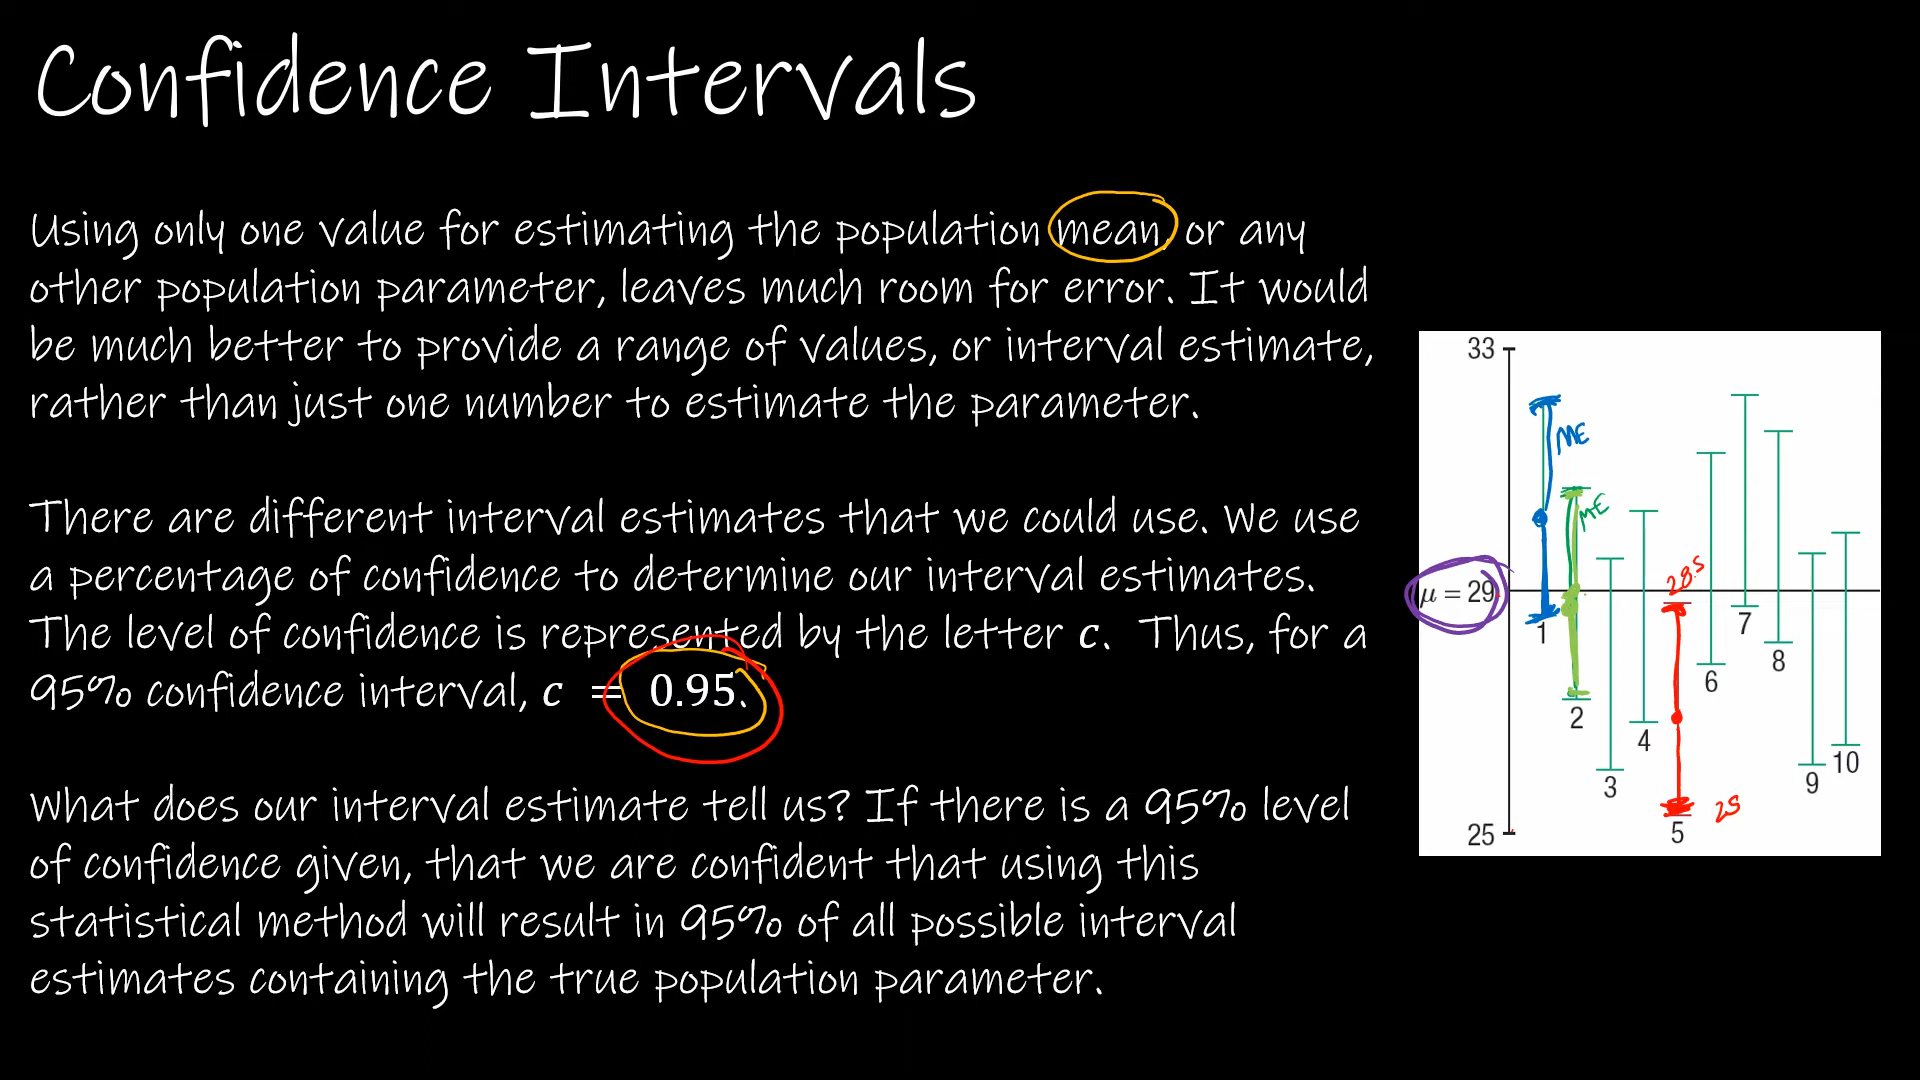 Confidence Intervals
Using only one value for estimating the population mean, or any
other population parameter, leaves much room for error. It would
be much better to provide a range of values, or interval estimate,
rather than just one number to estimate the parameter.
There are different interval estimates that we could use. We use
a percentage of confidence to determine our interval estimates.
The level of confidence is represented by the letter c. Thus, for a
95% confidence interval, c = 0.95.
What does our interval estimate tell us? If there is a 95% level
of confidence given, that we are confident that using this
statistical method will result in 95% of all possible interval
estimates containing the true population parameter.
33
ME
ME
28.5
μ = 29
1
7
8
6
2
4
10
3
9
25
5
25